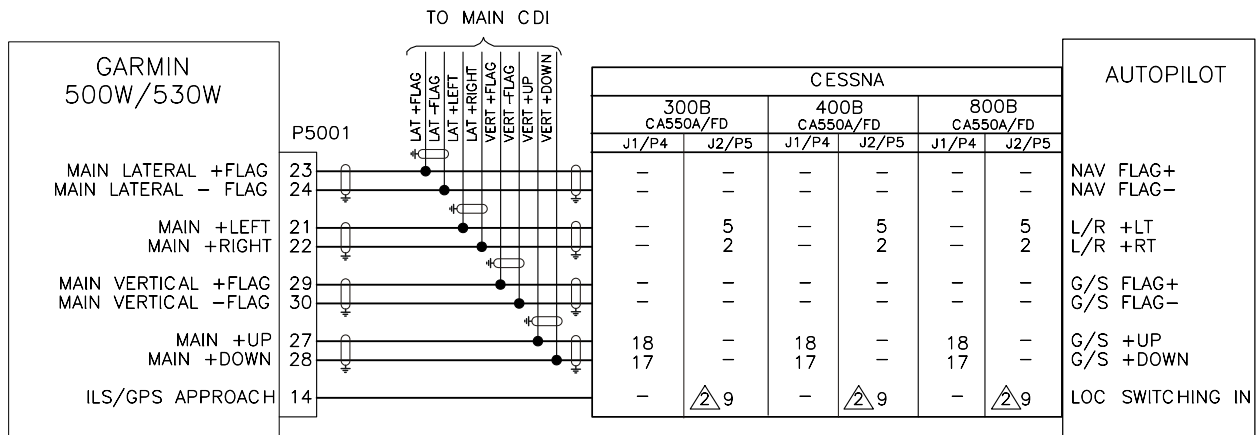 TO MAIN CDI
GARMIN
500W/530W
P5001
LAT +FLAG
LAT -FLAG
LAT +LEFT
LAT +RIGHT
VERT +FLAG
VERT -FLAG
VERT +UP
VERT +DOWN
CESSNA
AUTOPILOT
300B 400B 800B
CA550A/FD CA550A/FD CA550A/FD
J1/P4 J2/P5 J1/P4 J2/P5 J1/P4 J2/P5
MAIN LATERAL +FLAG 23 - - - - - - NAV FLAG+
MAIN LATERAL - FLAG 24 - - - - - - NAV FLAG-
MAIN +LEFT 21 - 5 - 5 - 5 L/R +LT
MAIN +RIGHT 22 - 2 - 2 - 2 L/R +RT
MAIN VERTICAL +FLAG 29 - - - - - - G/S FLAG+
MAIN VERTICAL -FLAG 30 - - - - - - G/S FLAG-
MAIN +UP 27 18 - 18 - 18 - G/S +UP
MAIN +DOWN 28 17 - 17 - 17 - G/S +DOWN
ILS/GPS APPROACH 14 - 2 9 - 2 9 - 2 9 LOC SWITCHING IN